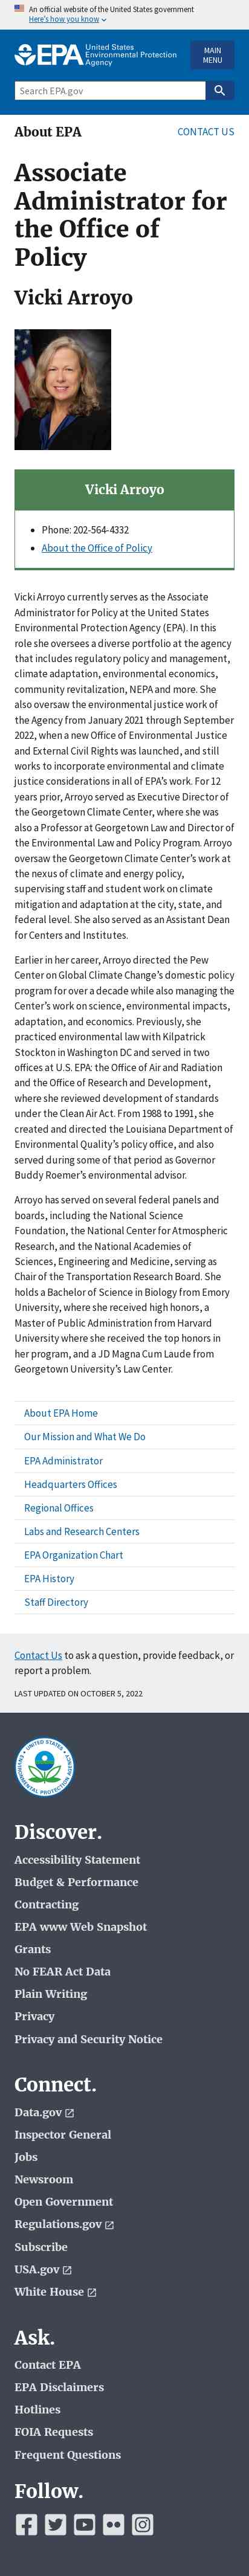 An official website of the United States government
Here's how you know
EPA
United States
Environmental Protection
Agency
MAIN
MENU
Search EPA.gov
About EPA
CONTACT US
Associate
Administrator for
the Office of
Policy
Vicki Arroyo
Vicki Arroyo
Phone: 202-564-4332
About the Office of Policy
Vicki Arroyo currently serves as the Associate
Administrator for Policy at the United States
Environmental Protection Agency (EPA). In this
role she oversees a diverse portfolio at the agency
that includes regulatory policy and management,
climate adaptation, environmental economics,
community revitalization, NEPA and more. She
also oversaw the environmental justice work of
the Agency from January 2021 through September
2022, when a new Office of Environmental Justice
and External Civil Rights was launched, and still
works to incorporate environmental and climate
justice considerations in all of EPA's work. For 12
years prior, Arroyo served as Executive Director of
the Georgetown Climate Center, where she was
also a Professor at Georgetown Law and Director of
the Environmental Law and Policy Program. Arroyo
oversaw the Georgetown Climate Center's work at
the nexus of climate and energy policy,
supervising staff and student work on climate
mitigation and adaptation at the city, state, and
federal level. She also served as an Assistant Dean
for Centers and Institutes.
Earlier in her career, Arroyo directed the Pew
Center on Global Climate Change's domestic policy
program for over a decade while also managing the
Center's work on science, environmental impacts,
adaptation, and economics. Previously, she
practiced environmental law with Kilpatrick
Stockton in Washington DC and served in two
offices at U.S. EPA: the Office of Air and Radiation
and the Office of Research and Development,
where she reviewed development of standards
under the Clean Air Act. From 1988 to 1991, she
created and directed the Louisiana Department of
Environmental Quality's policy office, and also
served during some of that period as Governor
Buddy Roemer's environmental advisor.
Arroyo has served on several federal panels and
boards, including the National Science
Foundation, the National Center for Atmospheric
Research, and the National Academies of
Sciences, Engineering and Medicine, serving as
Chair of the Transportation Research Board. She
holds a Bachelor of Science in Biology from Emory
University, where she received high honors, a
Master of Public Administration from Harvard
University where she received the top honors in
her program, and a JD Magna Cum Laude from
Georgetown University's Law Center.
About EPA Home
Our Mission and What We Do
EPA Administrator
Headquarters Offices
Regional Offices
Labs and Research Centers
EPA Organization Chart
EPA History
Staff Directory
Contact Us to ask a question, provide feedback, or
report a problem.
LAST UPDATED ON OCTOBER 5, 2022
UNITED STATES
ENVIRONMENTAL PROTECTION AGENCY
Discover.
Accessibility Statement
Budget & Performance
Contracting
EPA www Web Snapshot
Grants
No FEAR Act Data
Plain Writing
Privacy
Privacy and Security Notice
Connect.
Data.gov
Inspector General
Jobs
Newsroom
Open Government
Regulations.gov
Subscribe
USA.gov
White House
Ask.
Contact EPA
EPA Disclaimers
Hotlines
FOIA Requests
Frequent Questions
Follow.